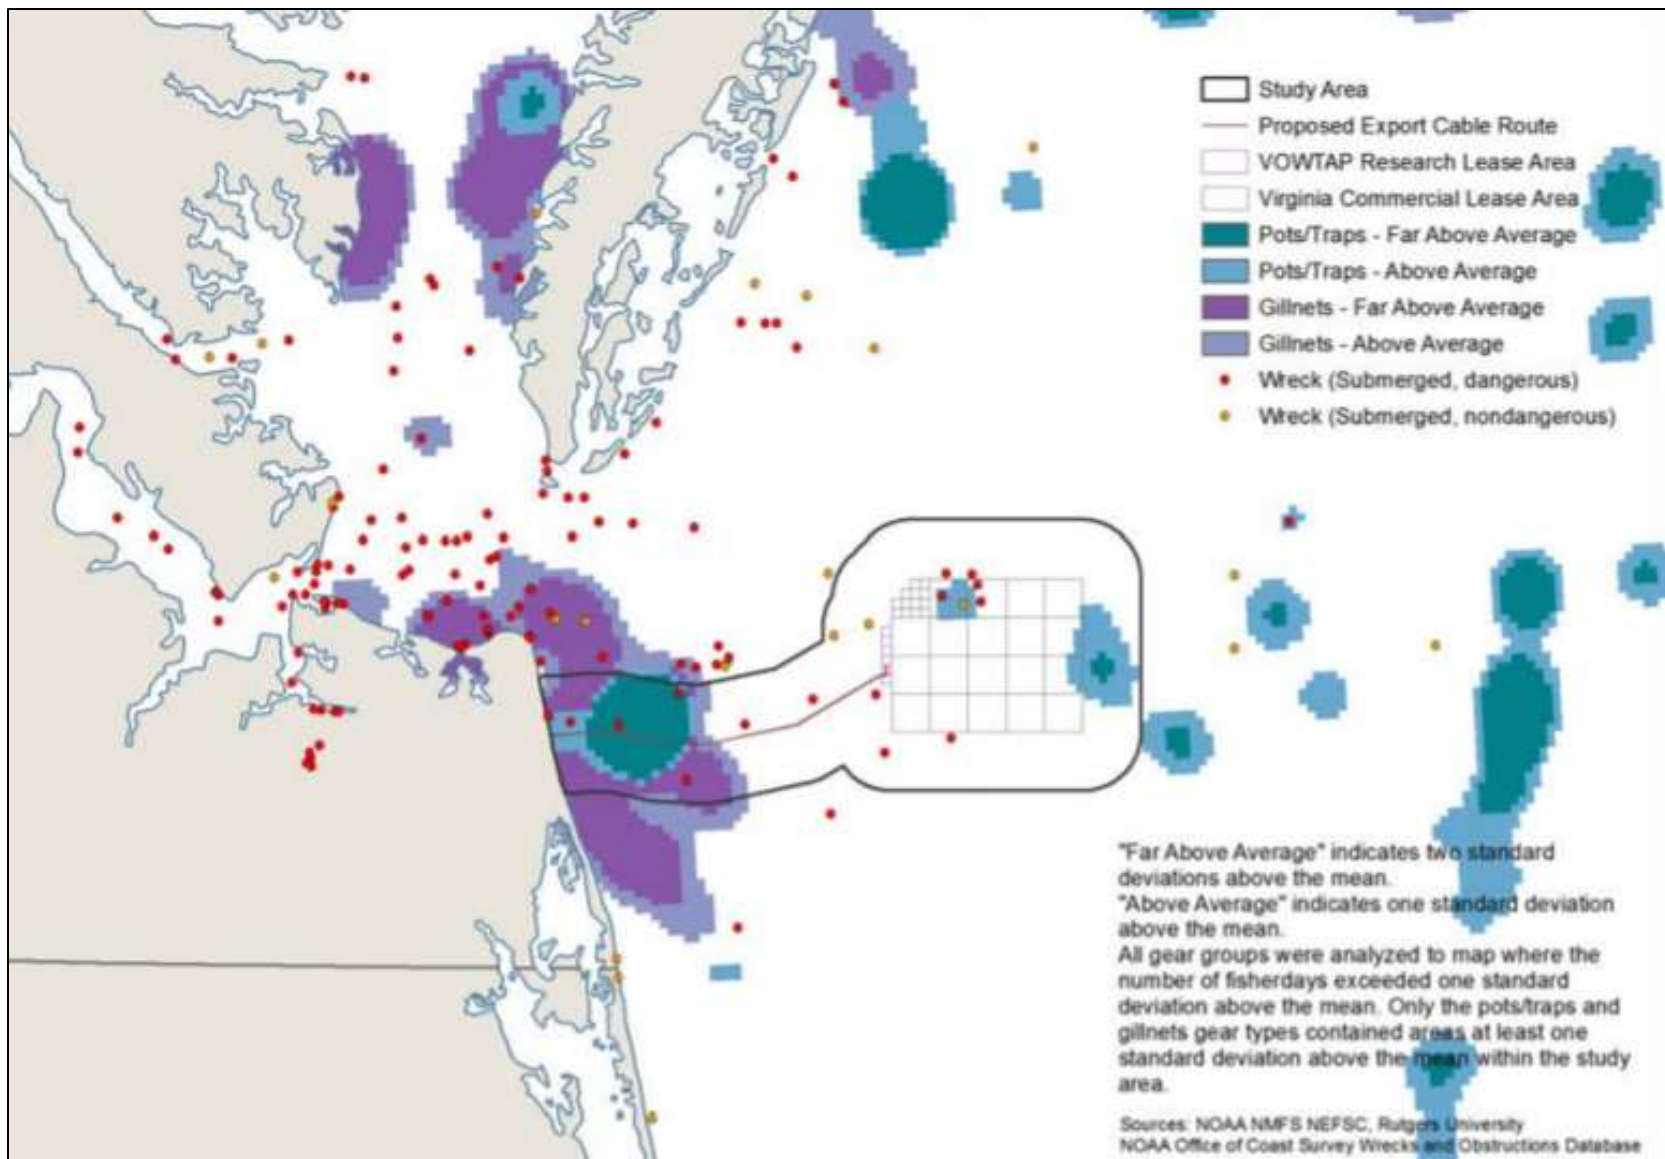 Study Area
Proposed Export Cable Route
VOWTAP Research Lease Area
Virginia Commercial Lease Area
Pots/Traps - Far Above Average
Pots/Traps - Above Average
Gillnets - Far Above Average
Gillnets - Above Average
Wreck (Submerged, dangerous)
Wreck (Submerged, nondangerous)
"Far Above Average" indicates two standard
deviations above the mean.
"Above Average" indicates one standard deviation
above the mean.
All gear groups were analyzed to map where the
number of fisherdays exceeded one standard
deviation above the mean. Only the pots/traps and
gillnets gear types contained areas at least one
standard deviation above the mean within the study
area.
Sources: NOAA NMFS NEFSC, Rutgers University
NOAA Office of Coast Survey Wrecks and Obstructions Database